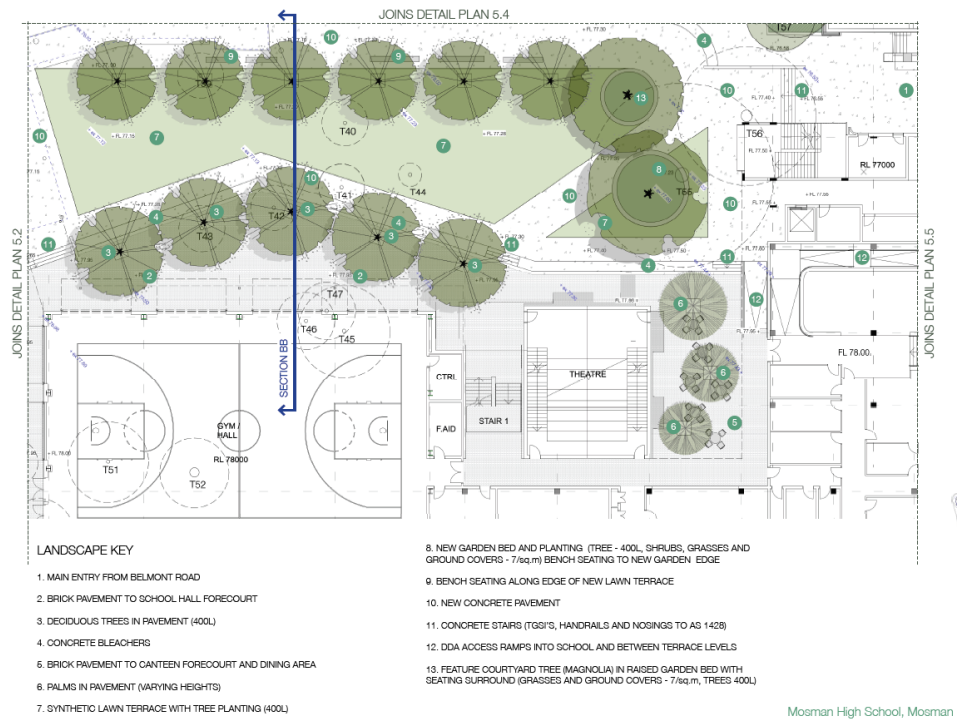 JOINS DETAIL PLAN 5.4
JOINS DETAIL PLAN 5.2
JOINS DETAIL PLAN 5.5
SECTION BB
T57
T40
T44
T41
T42
T43
T56
T66
T47
T46
T45
T51
T52
RL 77000
FL 78.00.
THEATRE
CTRL
F.AID
STAIR 1
GYM /
HALL
RL 78000
LANDSCAPE KEY
1. MAIN ENTRY FROM BELMONT ROAD
2. BRICK PAVEMENT TO SCHOOL HALL FORECOURT
3. DECIDUOUS TREES IN PAVEMENT (400L)
4. CONCRETE BLEACHERS
5. BRICK PAVEMENT TO CANTEEN FORECOURT AND DINING AREA
6. PALMS IN PAVEMENT (VARYING HEIGHTS)
7. SYNTHETIC LAWN TERRACE WITH TREE PLANTING (400L)
8. NEW GARDEN BED AND PLANTING (TREE - 400L, SHRUBS, GRASSES AND
GROUND COVERS - 7/sq.m) BENCH SEATING TO NEW GARDEN EDGE
9. BENCH SEATING ALONG EDGE OF NEW LAWN TERRACE
10. NEW CONCRETE PAVEMENT
11. CONCRETE STAIRS (TGSI'S, HANDRAILS AND NOSINGS TO AS 1428)
12. DDA ACCESS RAMPS INTO SCHOOL AND BETWEEN TERRACE LEVELS
13. FEATURE COURTYARD TREE (MAGNOLIA) IN RAISED GARDEN BED WITH
SEATING SURROUND (GRASSES AND GROUND COVERS - 7/sq.m, TREES 400L)
Mosman High School, Mosman